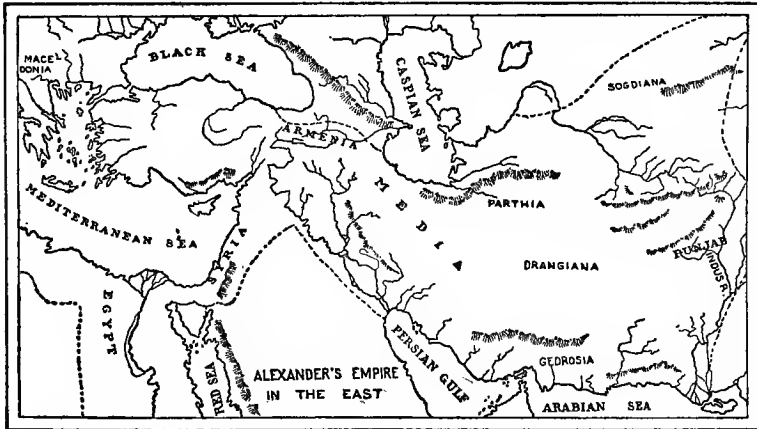 MACE-
DONIA
BLACK SEA
CASPIAN SEA
SOGDIANA
ARMENIA
MEDIA
PARTHIA
MEDITERRANEAN SEA
SYRIA
DRANGIANA
PUNJAB
INDUS R.
EGYPT
RED SEA
PERSIAN GULF
GEDROSIA
ARABIAN SEA
ALEXANDER'S EMPIRE
IN THE EAST